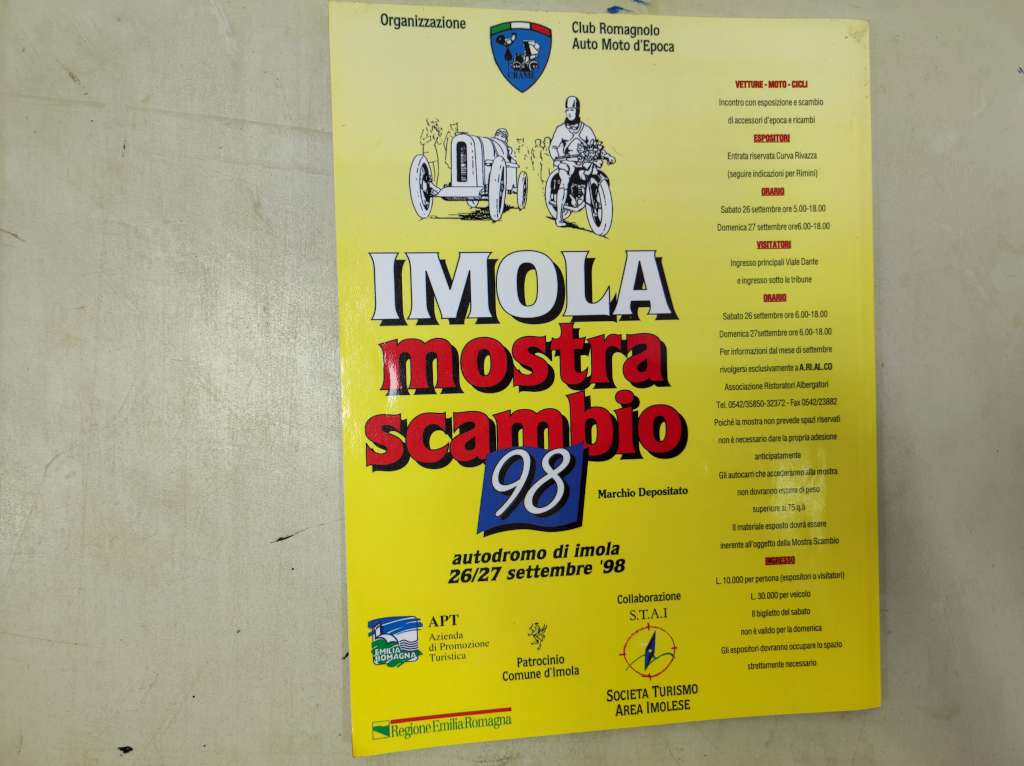 Organizzazione
CRAME
Club Romagnolo
Auto Moto d'Epoca
IMOLA
mostra
scambio
98
Marchio Depositato
autodromo di imola
26/27 settembre '98
EMILIA
ROMAGNA
APT
Azienda
di Promozione
Turistica
Patrocinio
Comune d'Imola
Collaborazione
S.T.A.I
SOCIETA TURISMO
AREA IMOLESE
Regione Emilia Romagna
VETTURE - MOTO - CICLI
Incontro con esposizione e scambio
di accessori d'epoca e ricambi
ESPOSITORI
Entrata riservata Curva Rivazza
(seguire indicazioni per Rimini)
ORARIO
Sabato 26 settembre ore 5.00-18.00
Domenica 27 settembre ore6.00-18.00
VISITATORI
Ingresso principali Viale Dante
e ingresso sotto le tribune
ORARIO
Sabato 26 settembre ore 6.00-18.00
Domenica 27settembre ore 6.00-18.00
Per informazioni dal mese di settembre
rivolgersi esclusivamente a A.RI.AL.CO
Associazione Ristoratori Albergatori
Tel. 0542/35850-32372 - Fax 0542/23882
Poiché la mostra non prevede spazi riservati
non è necessario dare la propria adesione
anticipatamente
Gli autocarri che accederanno alla mostra
non dovranno essere di peso
superiore ai 75 q.li
Il materiale esposto dovrà essere
inerente all'oggetto della Mostra Scambio
INGRESSO
L. 10.000 per persona (espositori o visitatori)
L. 30.000 per veicolo
Il biglietto del sabato
non è valido per la domenica
Gli espositori dovranno occupare lo spazio
strettamente necessario